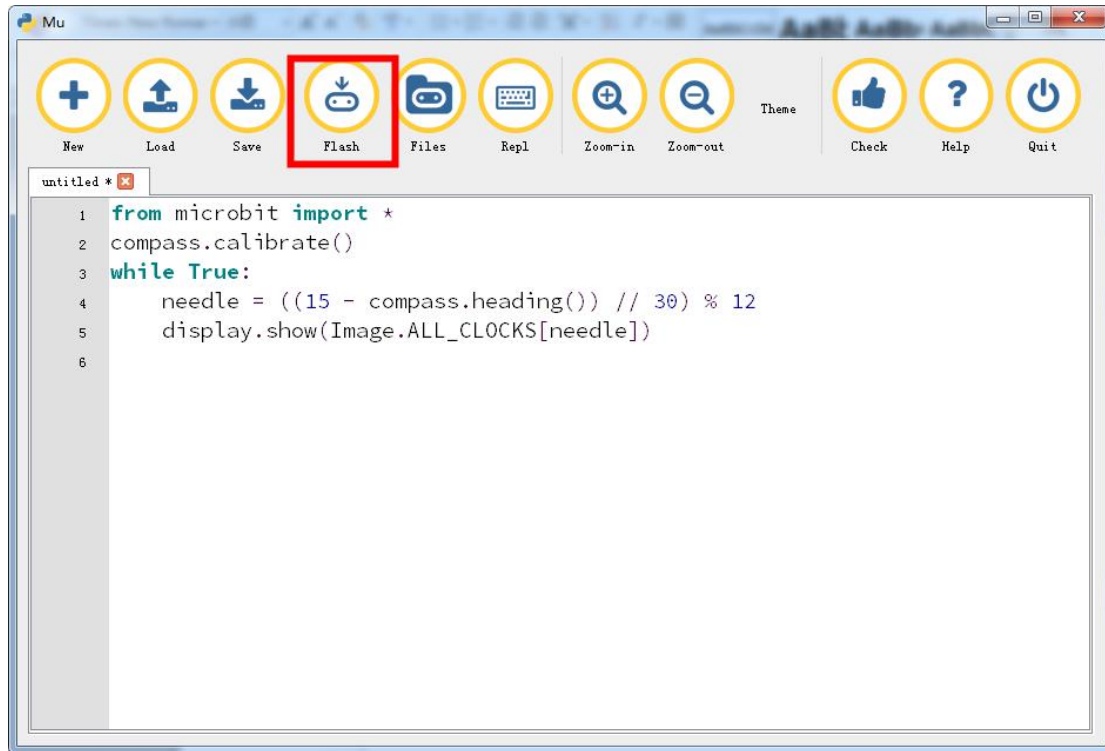 Mu
New Load Save Flash Files Repl Zoom-in Zoom-out Theme Check Help Quit
untitled *
1 from microbit import *
2 compass.calibrate()
3 while True:
4 needle = ((15 - compass.heading()) // 30) % 12
5 display.show(Image.ALL_CLOCKS[needle])
6